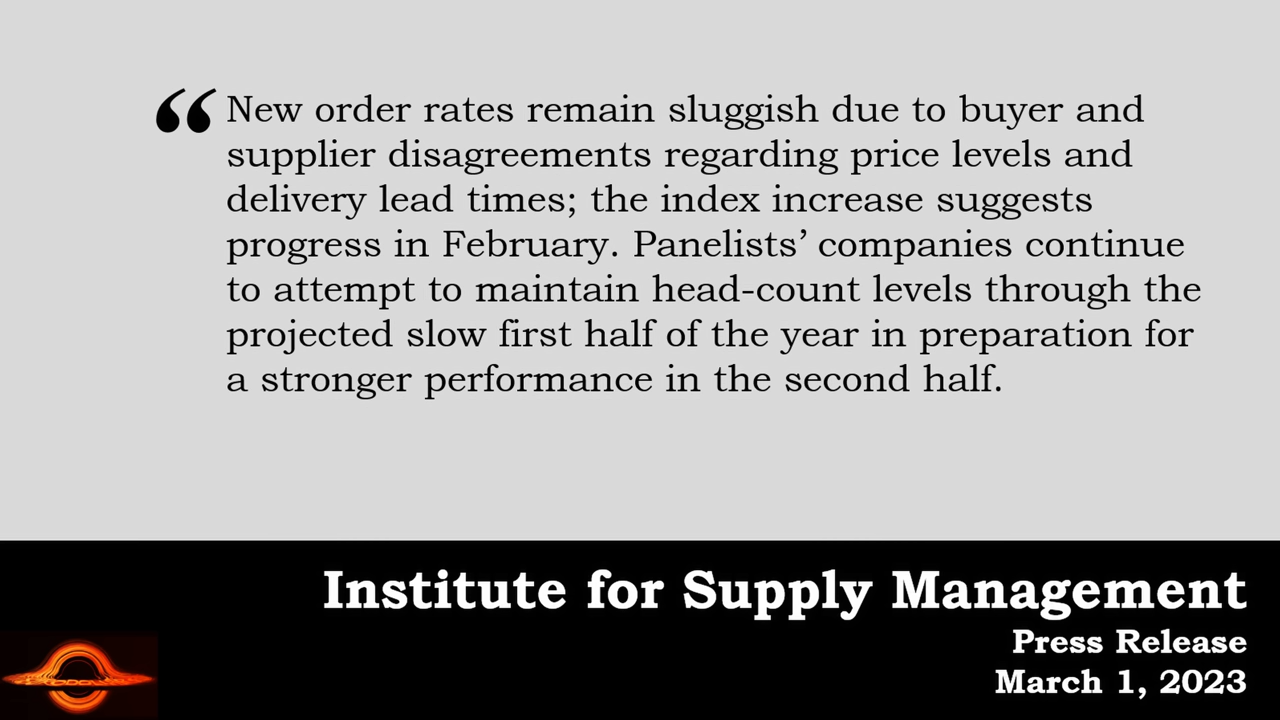 “New order rates remain sluggish due to buyer and
supplier disagreements regarding price levels and
delivery lead times; the index increase suggests
progress in February. Panelists’ companies continue
to attempt to maintain head-count levels through the
projected slow first half of the year in preparation for
a stronger performance in the second half.
Institute for Supply Management
Press Release
March 1, 2023